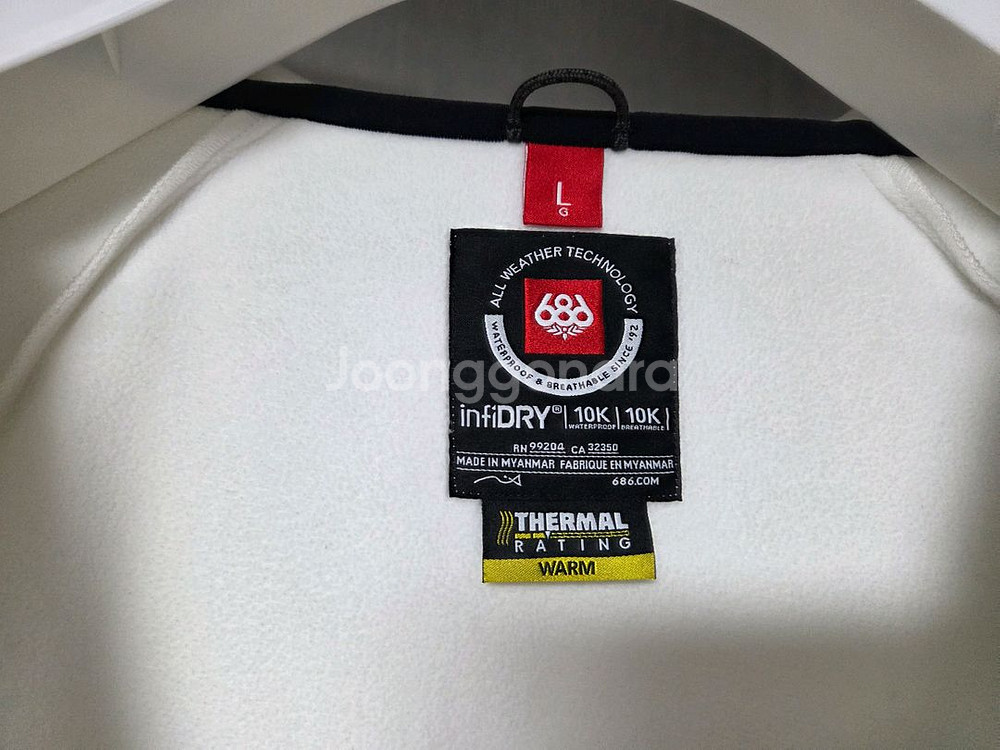 L
G
ALL WEATHER TECHNOLOGY
686
WATERPROOF & BREATHABLE SINCE '92
infiDRY® | 10K | 10K |
WATERPROOF BREATHABLE
RN 99204 CA 32350
MADE IN MYANMAR FABRIQUE EN MYANMAR
686.COM
THERMAL
RATING
WARM
bonggonara